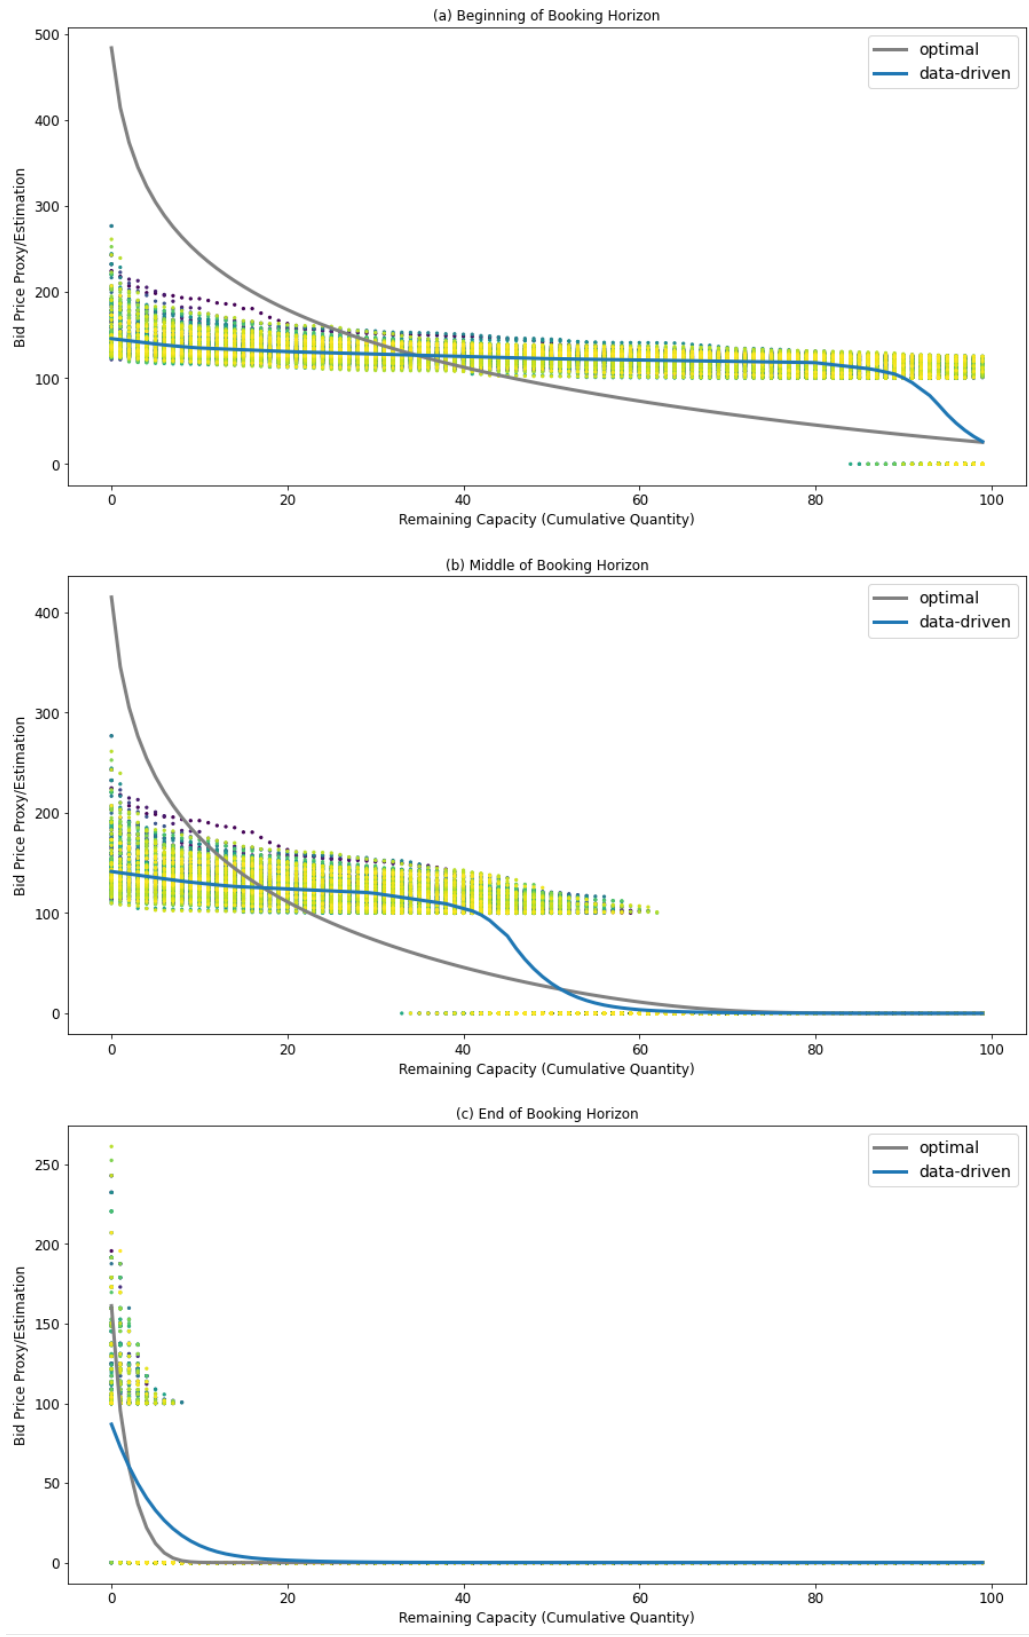 (a) Beginning of Booking Horizon
500
400
300
200
100
0
Bid Price Proxy/Estimation
optimal
data-driven
0 20 40 60 80 100
Remaining Capacity (Cumulative Quantity)
(b) Middle of Booking Horizon
400
300
200
100
0
Bid Price Proxy/Estimation
optimal
data-driven
0 20 40 60 80 100
Remaining Capacity (Cumulative Quantity)
(c) End of Booking Horizon
250
200
150
100
50
0
Bid Price Proxy/Estimation
optimal
data-driven
0 20 40 60 80 100
Remaining Capacity (Cumulative Quantity)